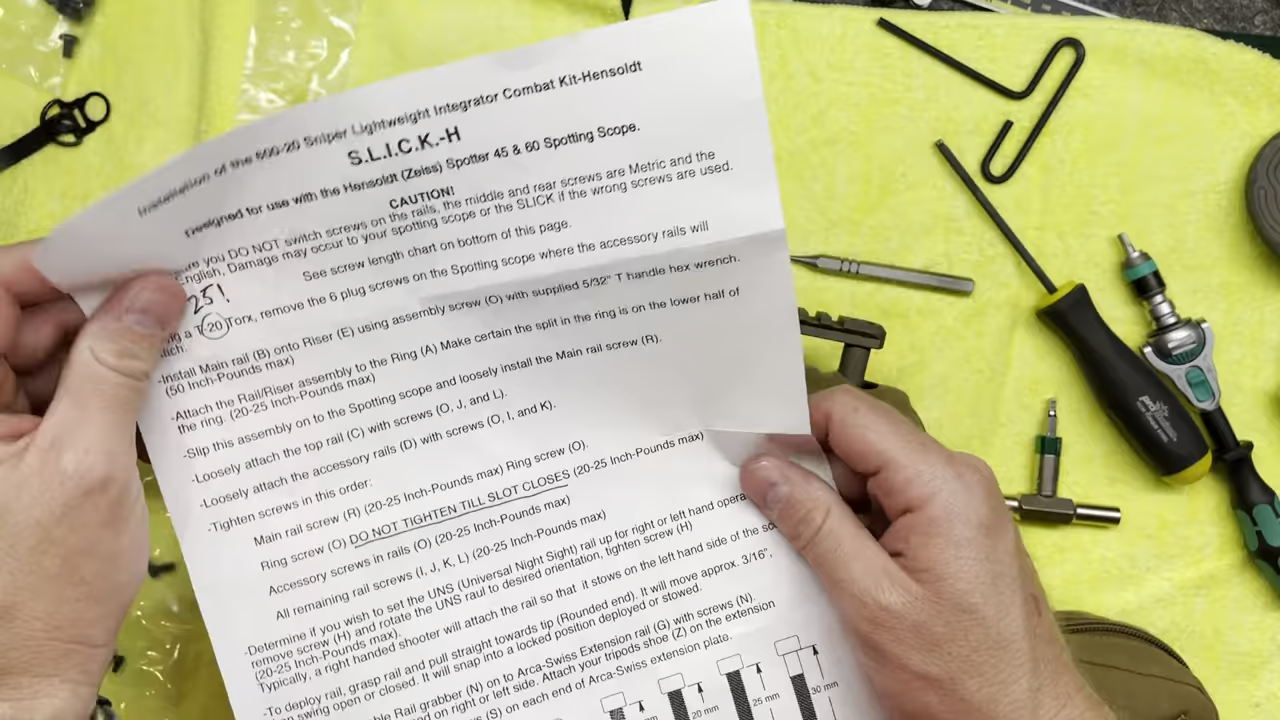 Installation of the 600-20 Sniper Lightweight Integrator Combat Kit-Hensoldt
S.L.I.C.K.-H
Designed for use with the Hensoldt (Zeiss) Spotter 45 & 60 Spotting Scope.
CAUTION!
you DO NOT switch screws on the rails, the middle and rear screws are Metric and the
English, Damage may occur to your spotting scope or the SLICK if the wrong screws are used.
See screw length chart on bottom of this page.
25!
a T-20 Torx, remove the 6 plug screws on the Spotting scope where the accessory rails will
-Install Main rail (B) onto Riser (E) using assembly screw (O) with supplied 5/32" T handle hex wrench.
(50 Inch-Pounds max)
-Attach the Rail/Riser assembly to the Ring (A) Make certain the split in the ring is on the lower half of
the ring. (20-25 Inch-Pounds max)
-Slip this assembly on to the Spotting scope and loosely install the Main rail screw (R).
-Loosely attach the top rail (C) with screws (O, J, and L).
-Loosely attach the accessory rails (D) with screws (O, I, and K).
-Tighten screws in this order:
Main rail screw (R) (20-25 Inch-Pounds max) Ring screw (O).
Ring screw (O) DO NOT TIGHTEN TILL SLOT CLOSES (20-25 Inch-Pounds max)
Accessory screws in rails (O) (20-25 Inch-Pounds max)
All remaining rail screws (I, J, K, L) (20-25 Inch-Pounds max)
-Determine if you wish to set the UNS (Universal Night Sight) rail up for right or left hand opera
remove screw (H) and rotate the UNS raul to desired orientation, tighten screw (H)
(20-25 Inch-Pounds max).
Typically, a right handed shooter will attach the rail so that it stows on the left hand side of the sc
-To deploy rail, grasp rail and pull straight towards tip (Rounded end). It will move approx. 3/16",
swing open or closed. It will snap into a locked position deployed or stowed.
Rail grabber (N) on to Arca-Swiss Extension rail (G) with screws (N).
on right or left side. Attach your tripods shoe (Z) on the extension
(S) on each end of Arca-Swiss extension plate.
20 mm
25 mm
30 mm